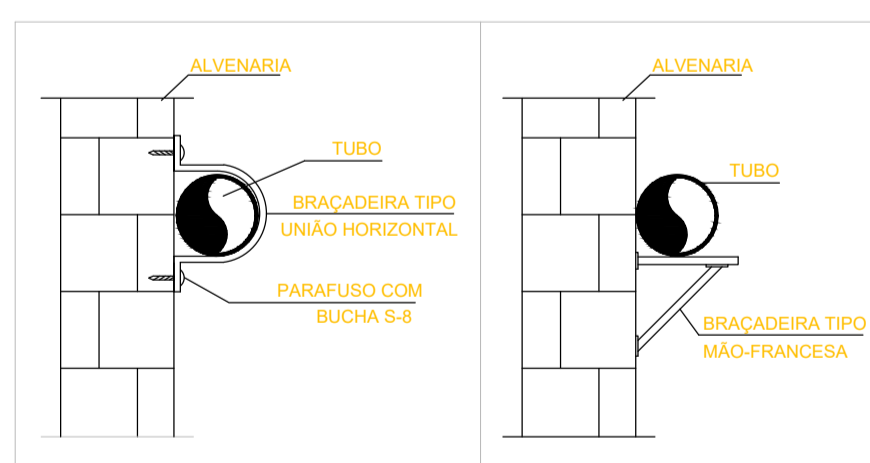 ALVENARIA
TUBO
BRAÇADEIRA TIPO
UNIÃO HORIZONTAL
PARAFUSO COM
BUCHA S-8
ALVENARIA
TUBO
BRAÇADEIRA TIPO
MÃO-FRANCESA